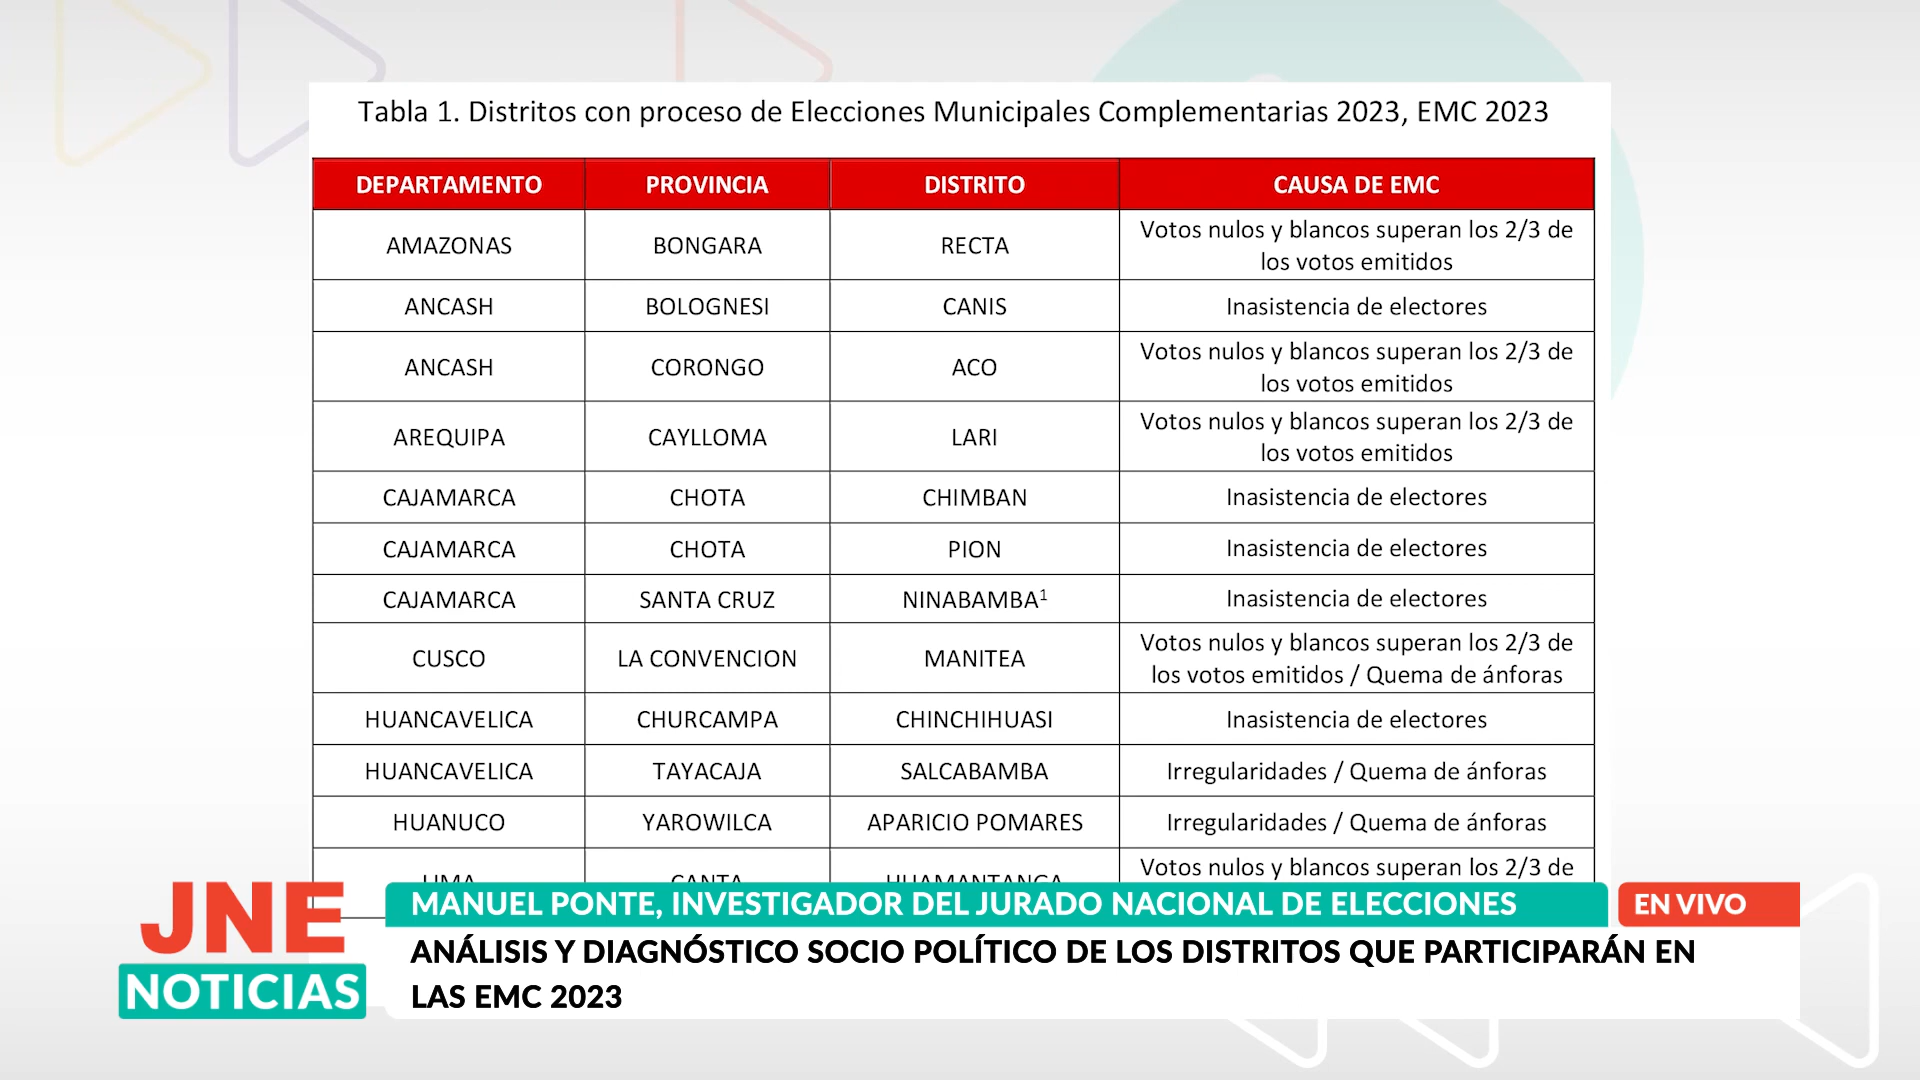 Tabla 1. Distritos con proceso de Elecciones Municipales Complementarias 2023, EMC 2023
DEPARTAMENTO PROVINCIA DISTRITO CAUSA DE EMC
AMAZONAS BONGARA RECTA Votos nulos y blancos superan los 2/3 de
los votos emitidos
ANCASH BOLOGNESI CANIS Inasistencia de electores
ANCASH CORONGO ACO Votos nulos y blancos superan los 2/3 de
los votos emitidos
AREQUIPA CAYLLOMA LARI Votos nulos y blancos superan los 2/3 de
los votos emitidos
CAJAMARCA CHOTA CHIMBAN Inasistencia de electores
CAJAMARCA CHOTA PION Inasistencia de electores
CAJAMARCA SANTA CRUZ NINABAMBA¹ Inasistencia de electores
CUSCO LA CONVENCION MANITEA Votos nulos y blancos superan los 2/3 de
los votos emitidos / Quema de ánforas
HUANCAVELICA CHURCAMPA CHINCHIHUASI Inasistencia de electores
HUANCAVELICA TAYACAJA SALCABAMBA Irregularidades / Quema de ánforas
HUANUCO YAROWILCA APARICIO POMARES Irregularidades / Quema de ánforas
LIMA CANTA HUAMANTANGA Votos nulos y blancos superan los 2/3 de
JNE
NOTICIAS
MANUEL PONTE, INVESTIGADOR DEL JURADO NACIONAL DE ELECCIONES
EN VIVO
ANÁLISIS Y DIAGNÓSTICO SOCIO POLÍTICO DE LOS DISTRITOS QUE PARTICIPARÁN EN
LAS EMC 2023